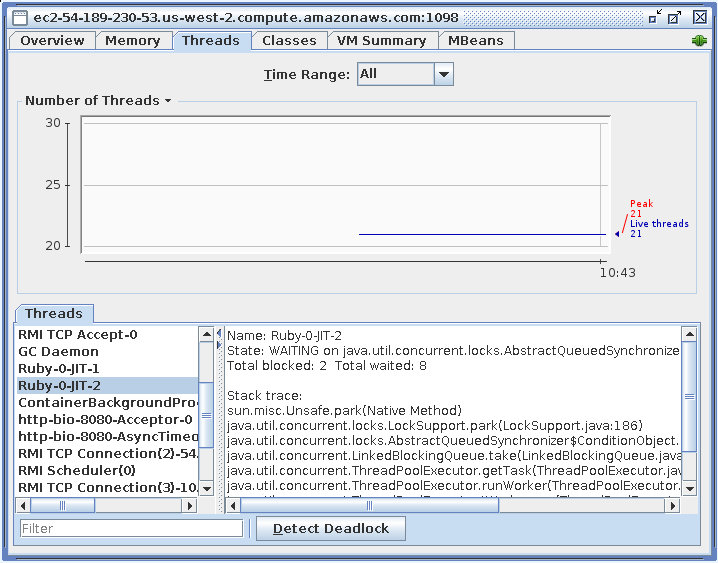 ec2-54-189-230-53.us-west-2.compute.amazonaws.com:1098
Overview Memory Threads Classes VM Summary MBeans
Time Range: All
Number of Threads
30
25
20
Peak
21
Live threads
21
10:43
Threads
RMI TCP Accept-0
GC Daemon
Ruby-0-JIT-1
Ruby-0-JIT-2
ContainerBackgroundPro
http-bio-8080-Acceptor-0
http-bio-8080-AsyncTimeo
RMI TCP Connection(2)-54.
RMI Scheduler(0)
RMI TCP Connection(3)-10.
Name: Ruby-0-JIT-2
State: WAITING on java.util.concurrent.locks.AbstractQueuedSynchronize
Total blocked: 2 Total waited: 8
Stack trace:
sun.misc.Unsafe.park(Native Method)
java.util.concurrent.locks.LockSupport.park(LockSupport.java:186)
java.util.concurrent.locks.AbstractQueuedSynchronizer$ConditionObject.
java.util.concurrent.LinkedBlockingQueue.take(LinkedBlockingQueue.java
java.util.concurrent.ThreadPoolExecutor.getTask(ThreadPoolExecutor.jav
java.util.concurrent.ThreadPoolExecutor.runWorker(ThreadPoolExecutor.
Filter
Detect Deadlock